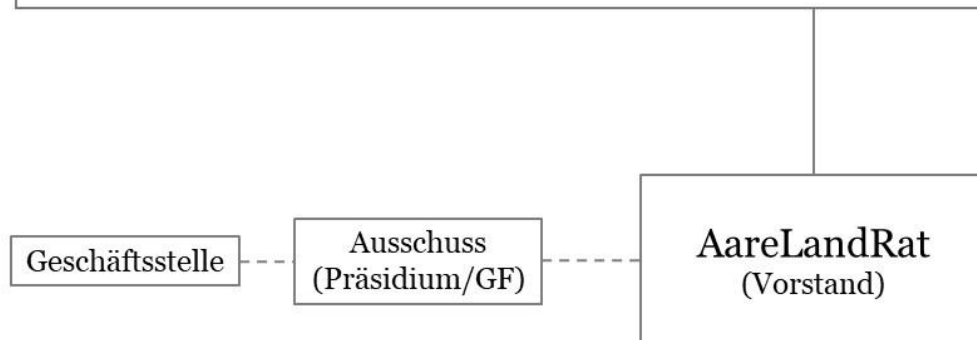 Geschäftsstelle
Ausschuss
(Präsidium/GF)
AareLandRat
(Vorstand)